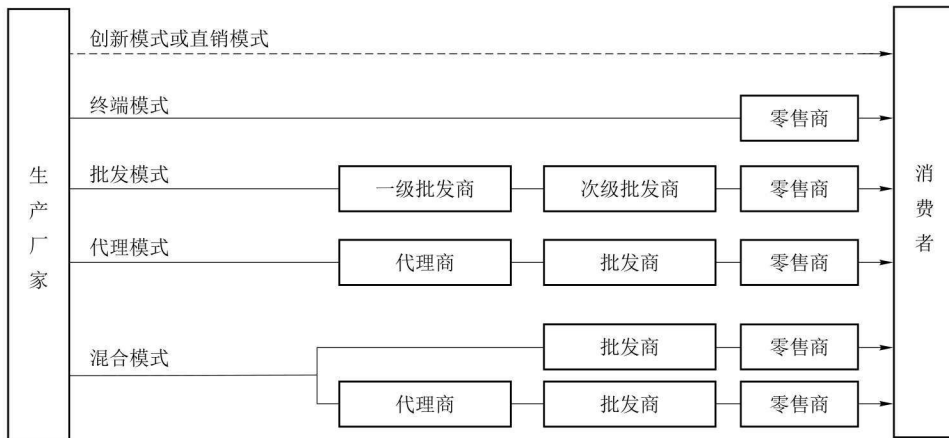 生产厂家
创新模式或直销模式
终端模式
零售商
批发模式
一级批发商
次级批发商
零售商
代理模式
代理商
批发商
零售商
混合模式
批发商
零售商
代理商
批发商
零售商
消费者